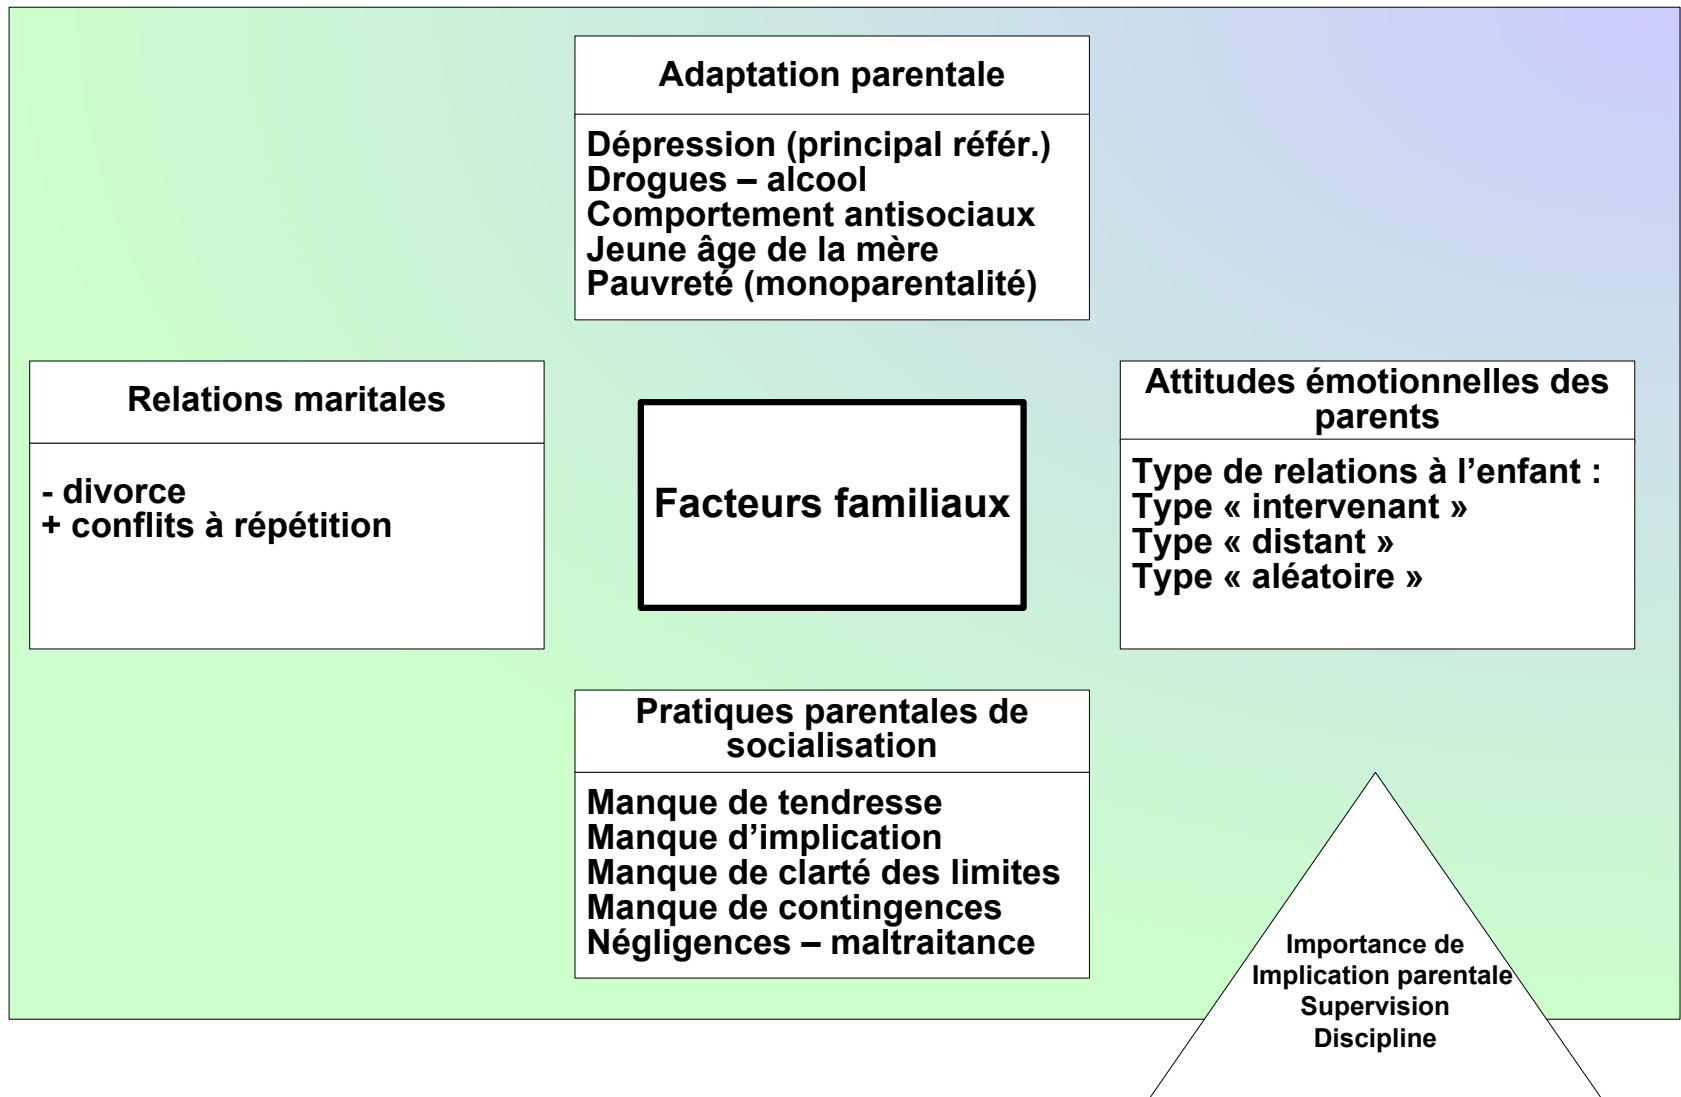 Adaptation parentale
Dépression (principal référ.)
Drogues – alcool
Comportement antisociaux
Jeune âge de la mère
Pauvreté (monoparentalité)
Relations maritales
- divorce
+ conflits à répétition
Facteurs familiaux
Attitudes émotionnelles des
parents
Type de relations à l’enfant :
Type « intervenant »
Type « distant »
Type « aléatoire »
Pratiques parentales de
socialisation
Manque de tendresse
Manque d’implication
Manque de clarté des limites
Manque de contingences
Négligences – maltraitance
Importance de
Implication parentale
Supervision
Discipline